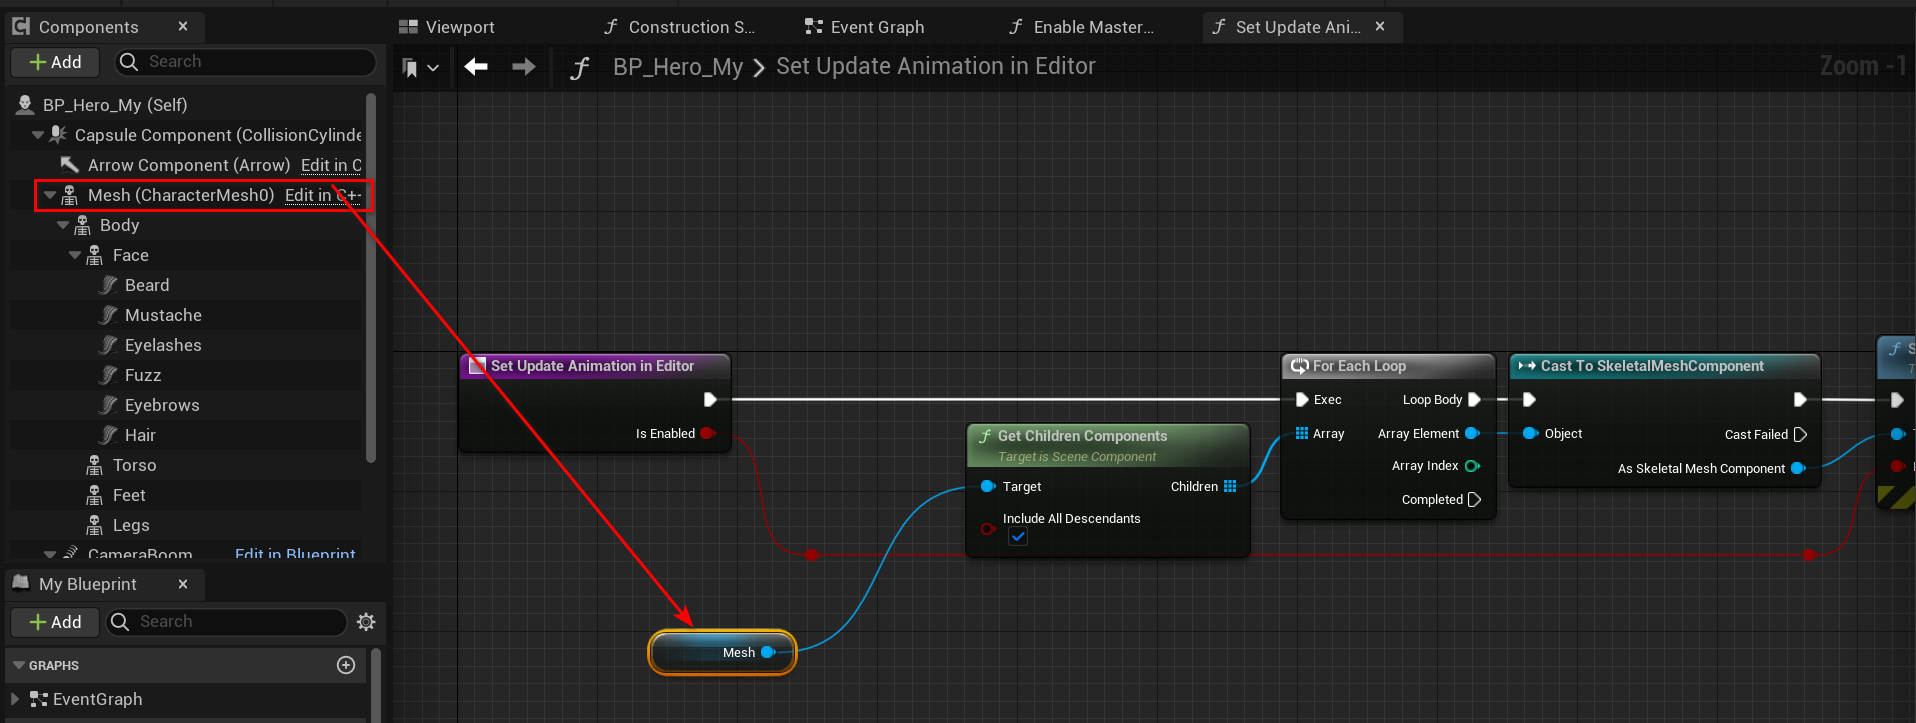 Components
Add
Search
BP_Hero_My (Self)
Capsule Component (CollisionCylinde
Arrow Component (Arrow) Edit in C
Mesh (CharacterMesh0) Edit in C++
Body
Face
Beard
Mustache
Eyelashes
Fuzz
Eyebrows
Hair
Torso
Feet
Legs
CameraBoom Edit in Blueprint
My Blueprint
Add
Search
GRAPHS
EventGraph
Viewport
Construction S...
Event Graph
Enable Master...
Set Update Ani...
BP_Hero_My > Set Update Animation in Editor
Zoom -1
Set Update Animation in Editor
Is Enabled
Get Children Components
Target is Scene Component
Target
Children
Include All Descendants
Mesh
For Each Loop
Exec
Loop Body
Array
Array Element
Array Index
Completed
Cast To SkeletalMeshComponent
Object
Cast Failed
As Skeletal Mesh Component